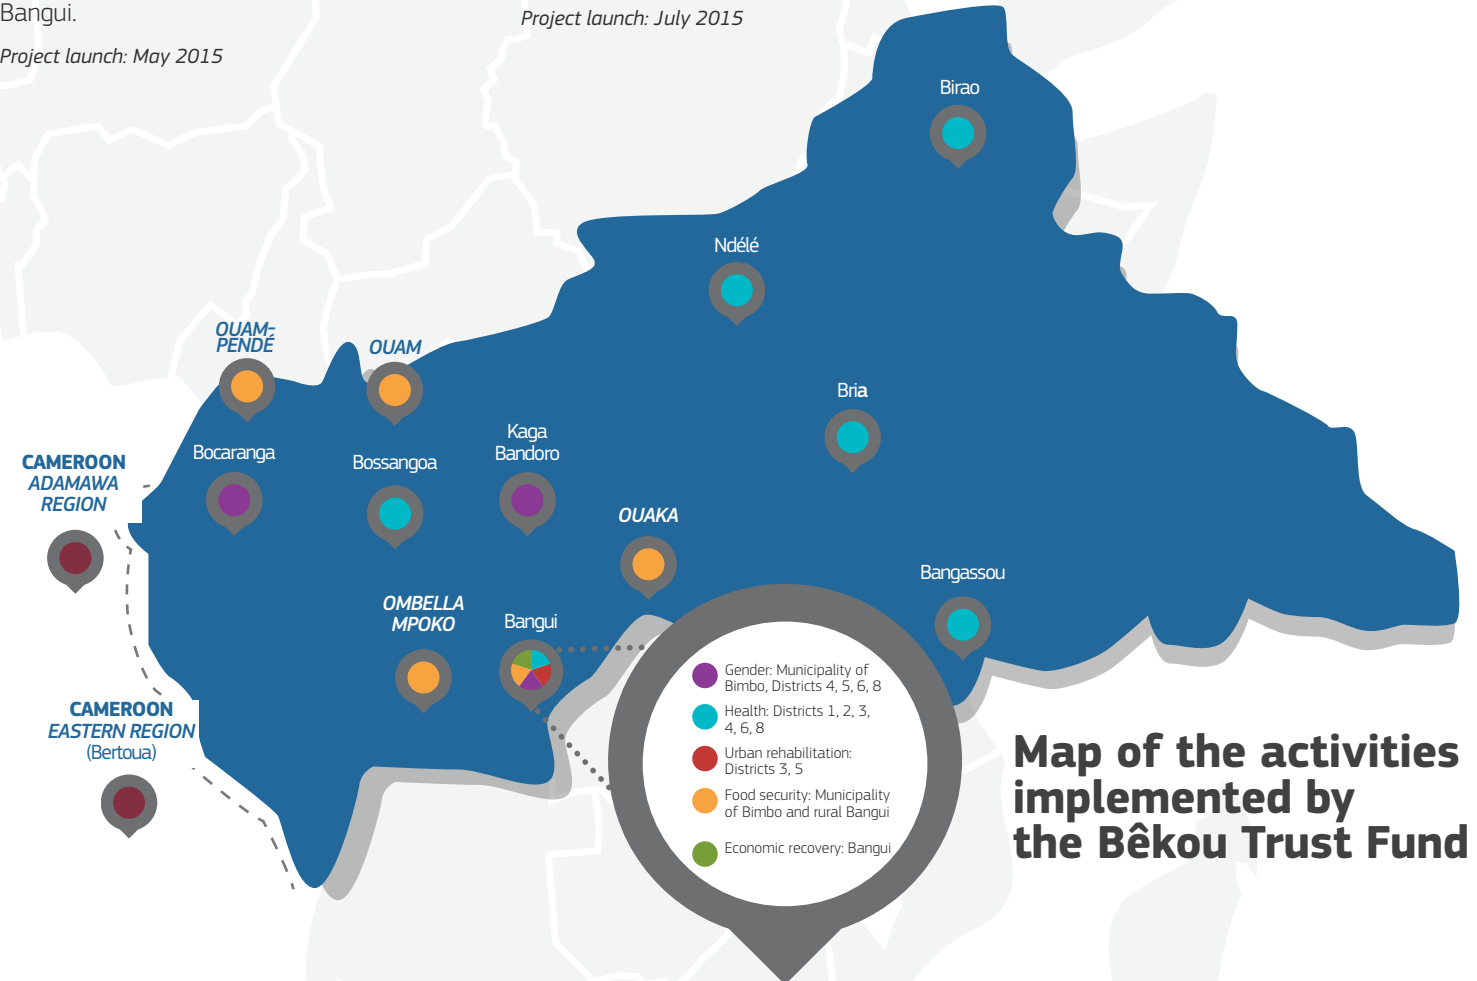 Bangui.
Project launch: May 2015
Project launch: July 2015
Birao
Ndélé
OUAM-
PENDÉ
OUAM
Bria
Kaga
Bandoro
Bocaranga
Bossangoa
CAMEROON
ADAMAWA
REGION
OUAKA
Bangassou
OMBELLA
MPOKO
Bangui
CAMEROON
EASTERN REGION
(Bertoua)
Gender: Municipality of
Bimbo, Districts 4, 5, 6, 8
Health: Districts 1, 2, 3,
4, 6, 8
Urban rehabilitation:
Districts 3, 5
Food security: Municipality
of Bimbo and rural Bangui
Economic recovery: Bangui
Map of the activities
implemented by
the Bêkou Trust Fund